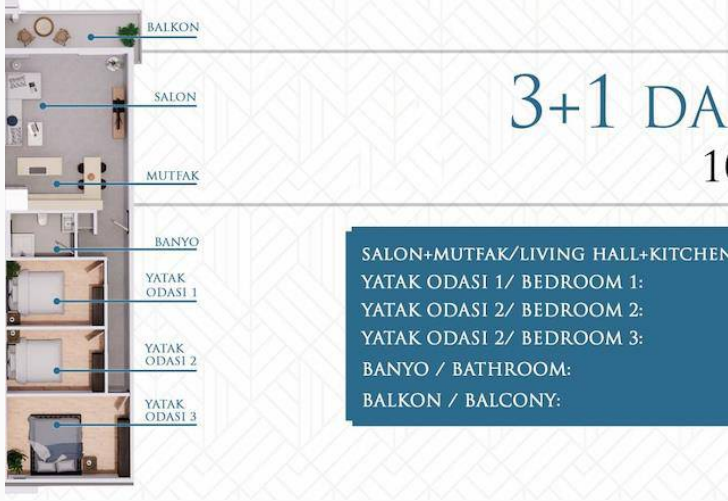 BALKON
SALON
MUTFAK
BANYO
YATAK
ODASI 1
YATAK
ODASI 2
YATAK
ODASI 3
3+1 DA
10
SALON+MUTFAK/LIVING HALL+KITCHEN
YATAK ODASI 1/ BEDROOM 1:
YATAK ODASI 2/ BEDROOM 2:
YATAK ODASI 2/ BEDROOM 3:
BANYO / BATHROOM:
BALKON / BALCONY: